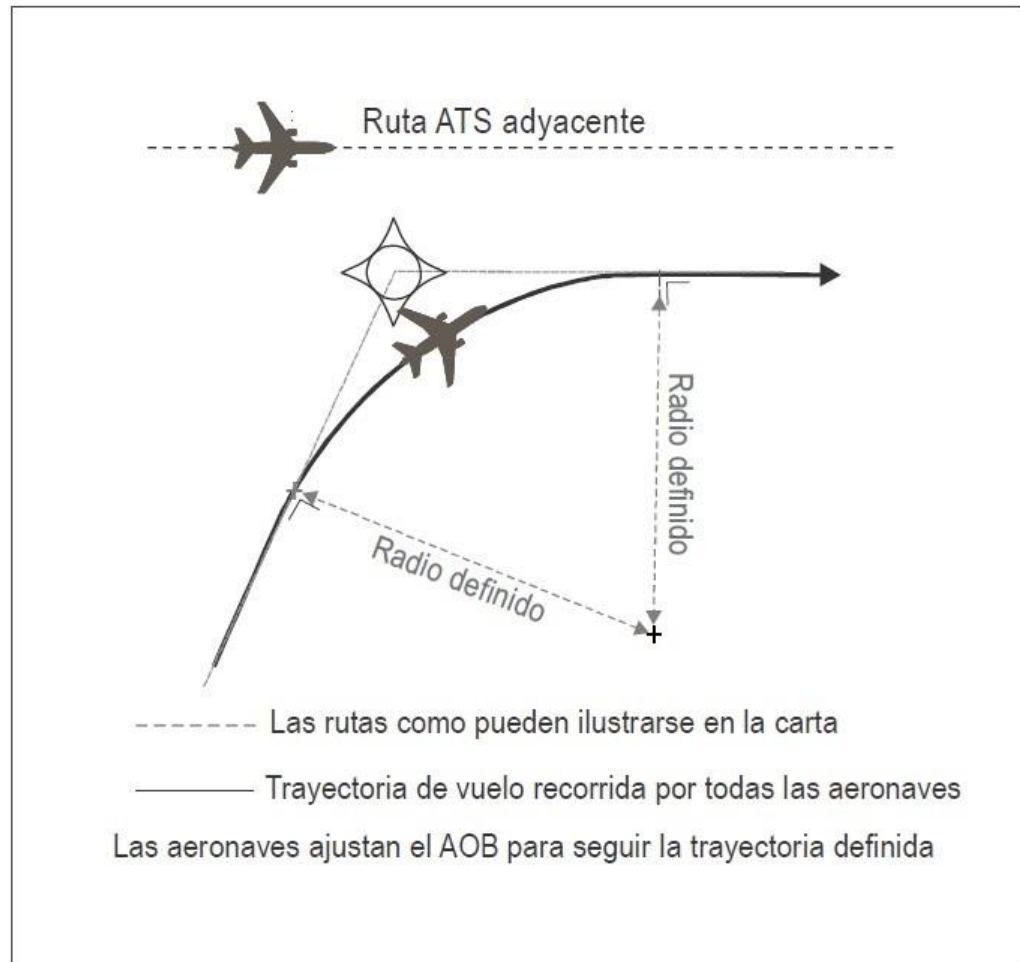 Ruta ATS adyacente
Radio definido
Radio definido
Las rutas como pueden ilustrarse en la carta
Trayectoria de vuelo recorrida por todas las aeronaves
Las aeronaves ajustan el AOB para seguir la trayectoria definida